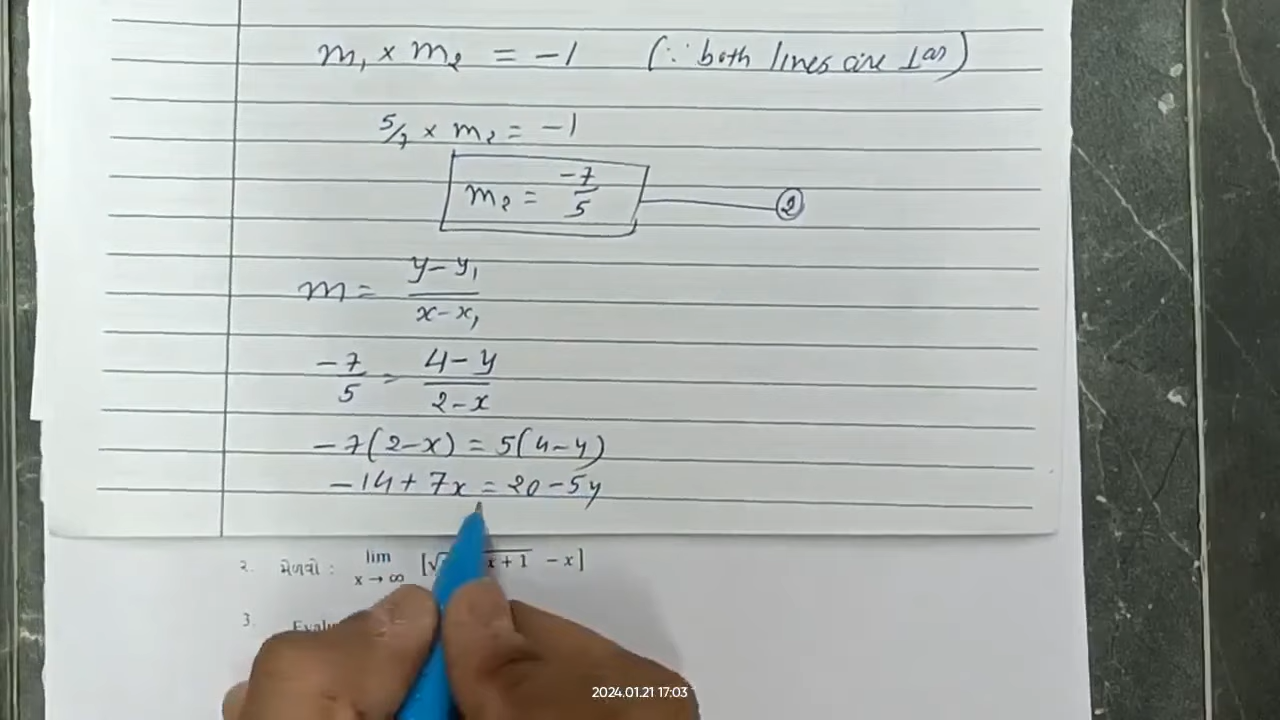 m₁ × m₂ = -1 (∵ both lines are ⊥ar)
5/7 × m₂ = -1
m₂ = -7/5 ②
m = (y - y₁)/(x - x₁)
-7/5 = (4 - y)/(2 - x)
-7(2-x) = 5(4-y)
-14 + 7x = 20 - 5y
૨. મેળવો : lim x → ∞ [√ x + 1 - x]
3.
2024.01.21 17:03